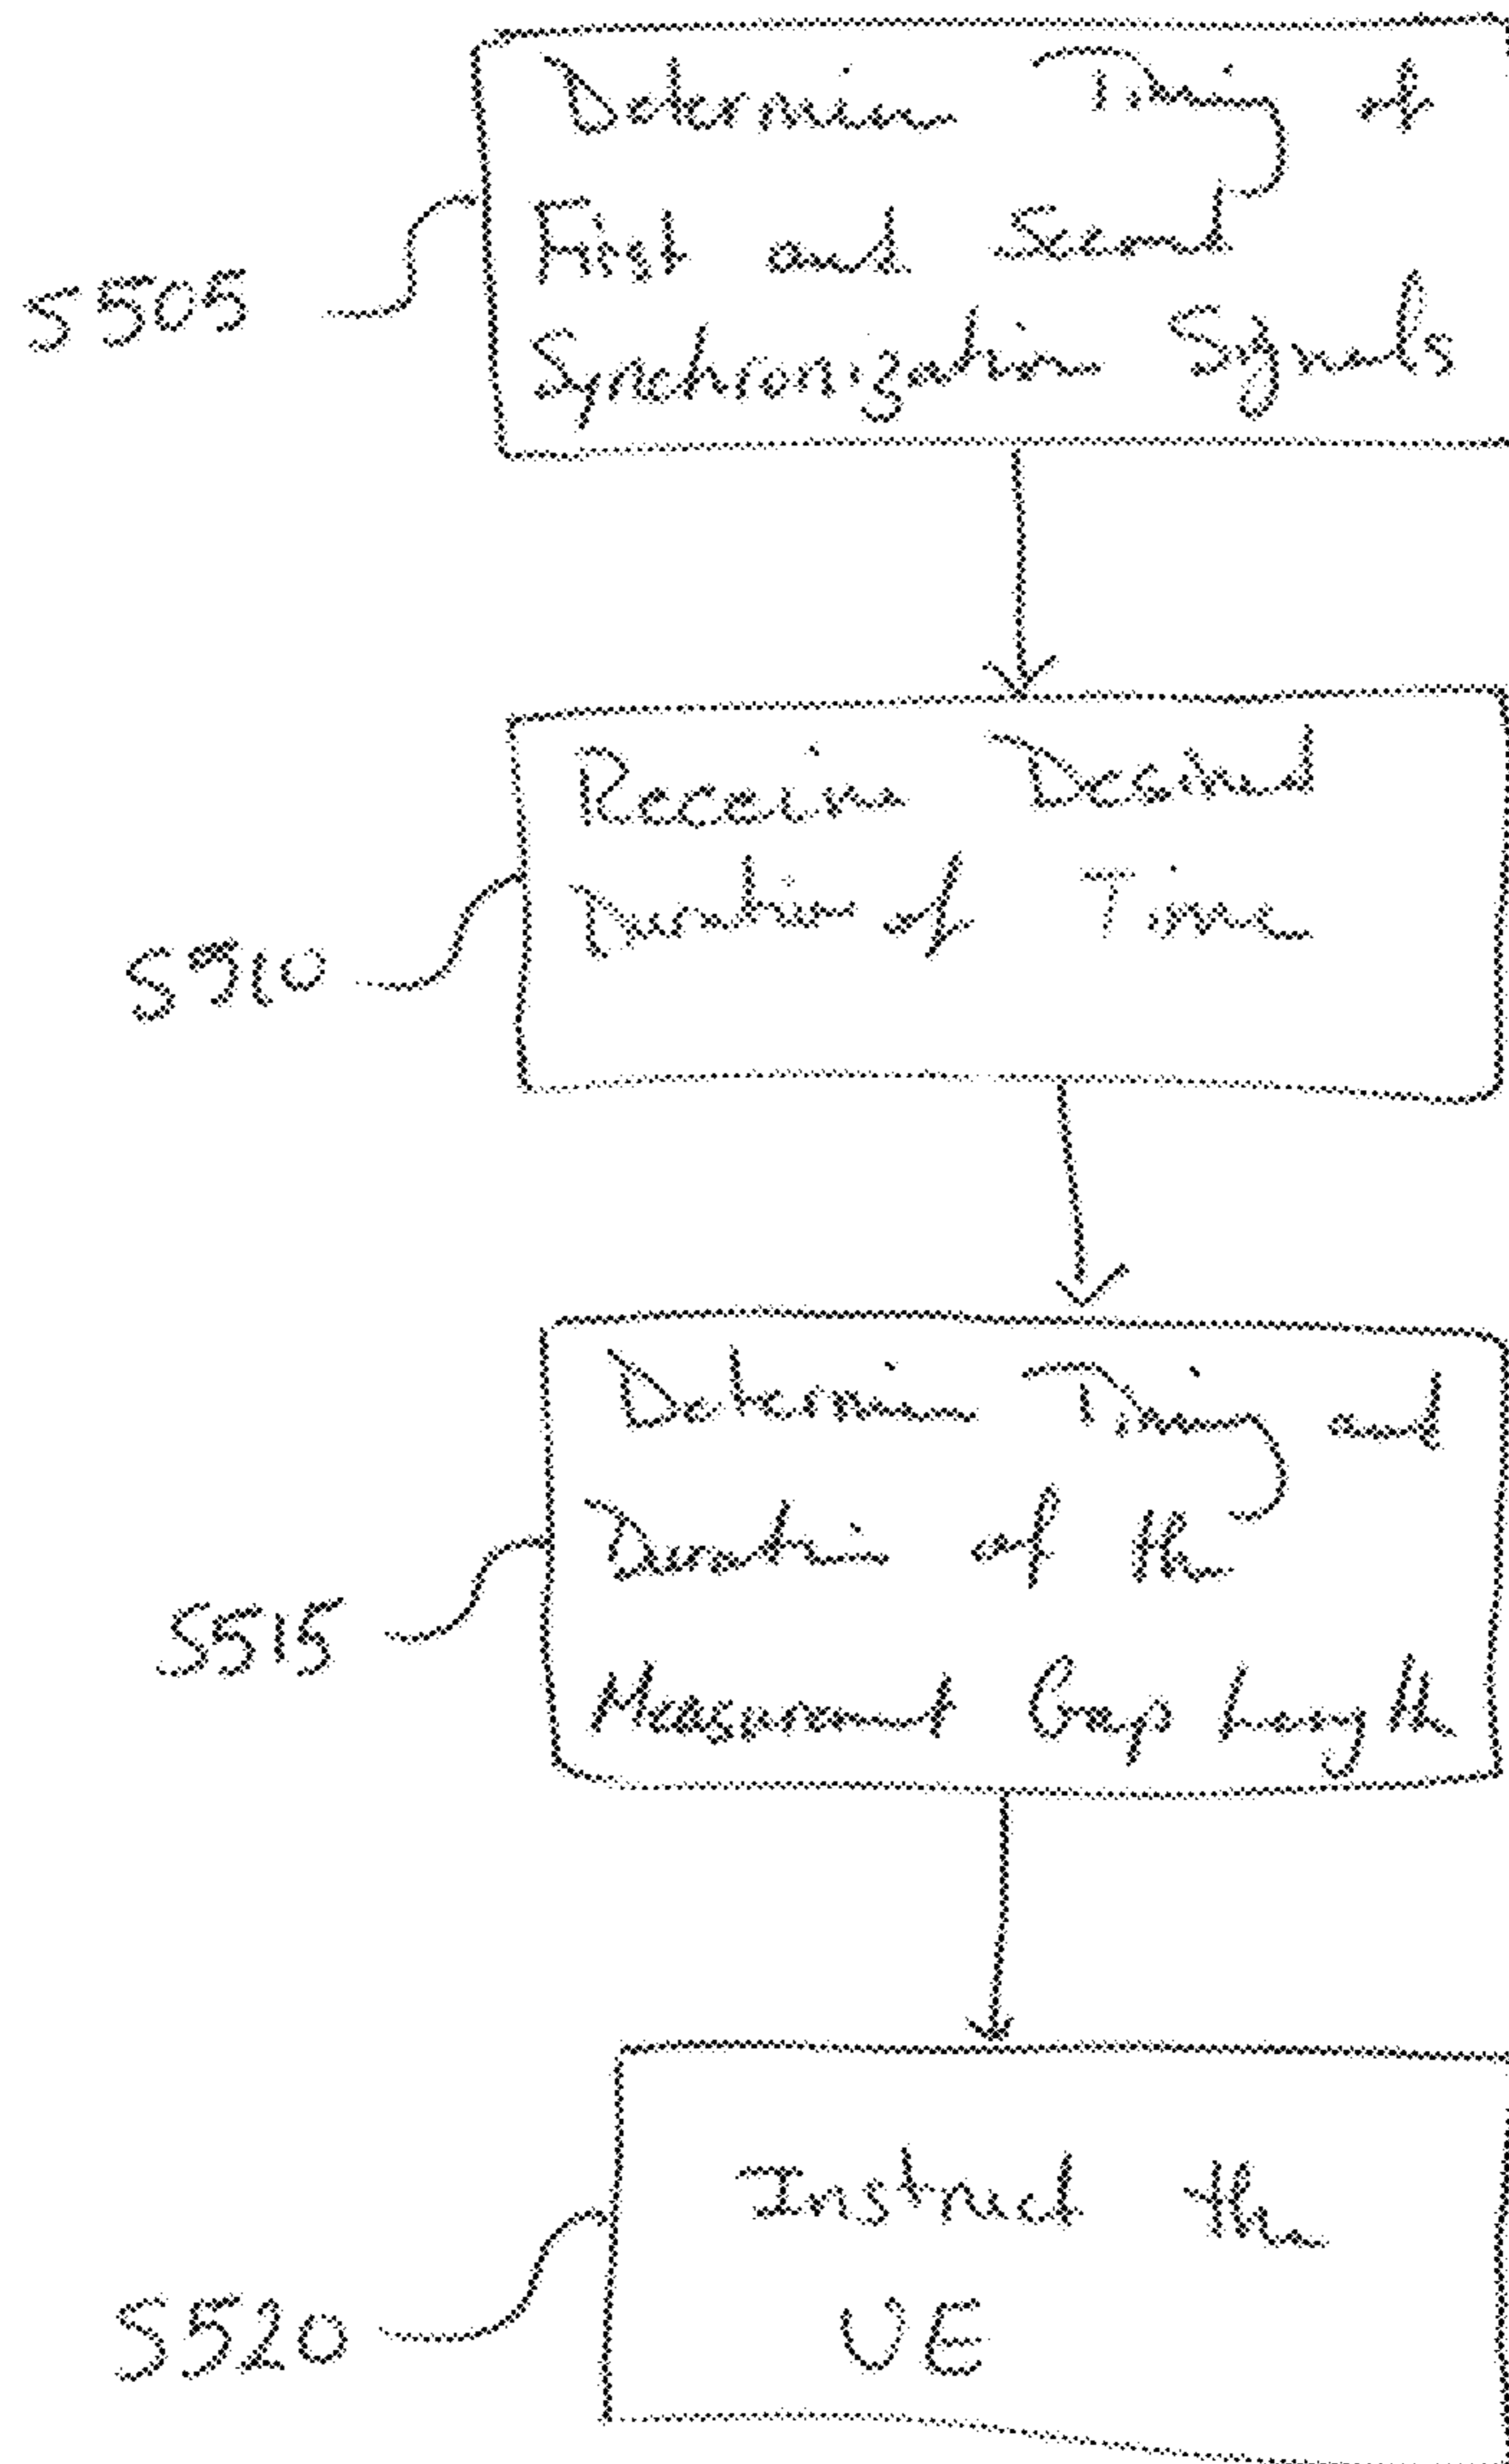 Determine Timing of
First and Second
S505
Synchronization Signals
Receive Desired
Duration of Time
S510
Determine Timing and
Duration of the
S515
Measurement Gap Length
Instruct the
S520
UE